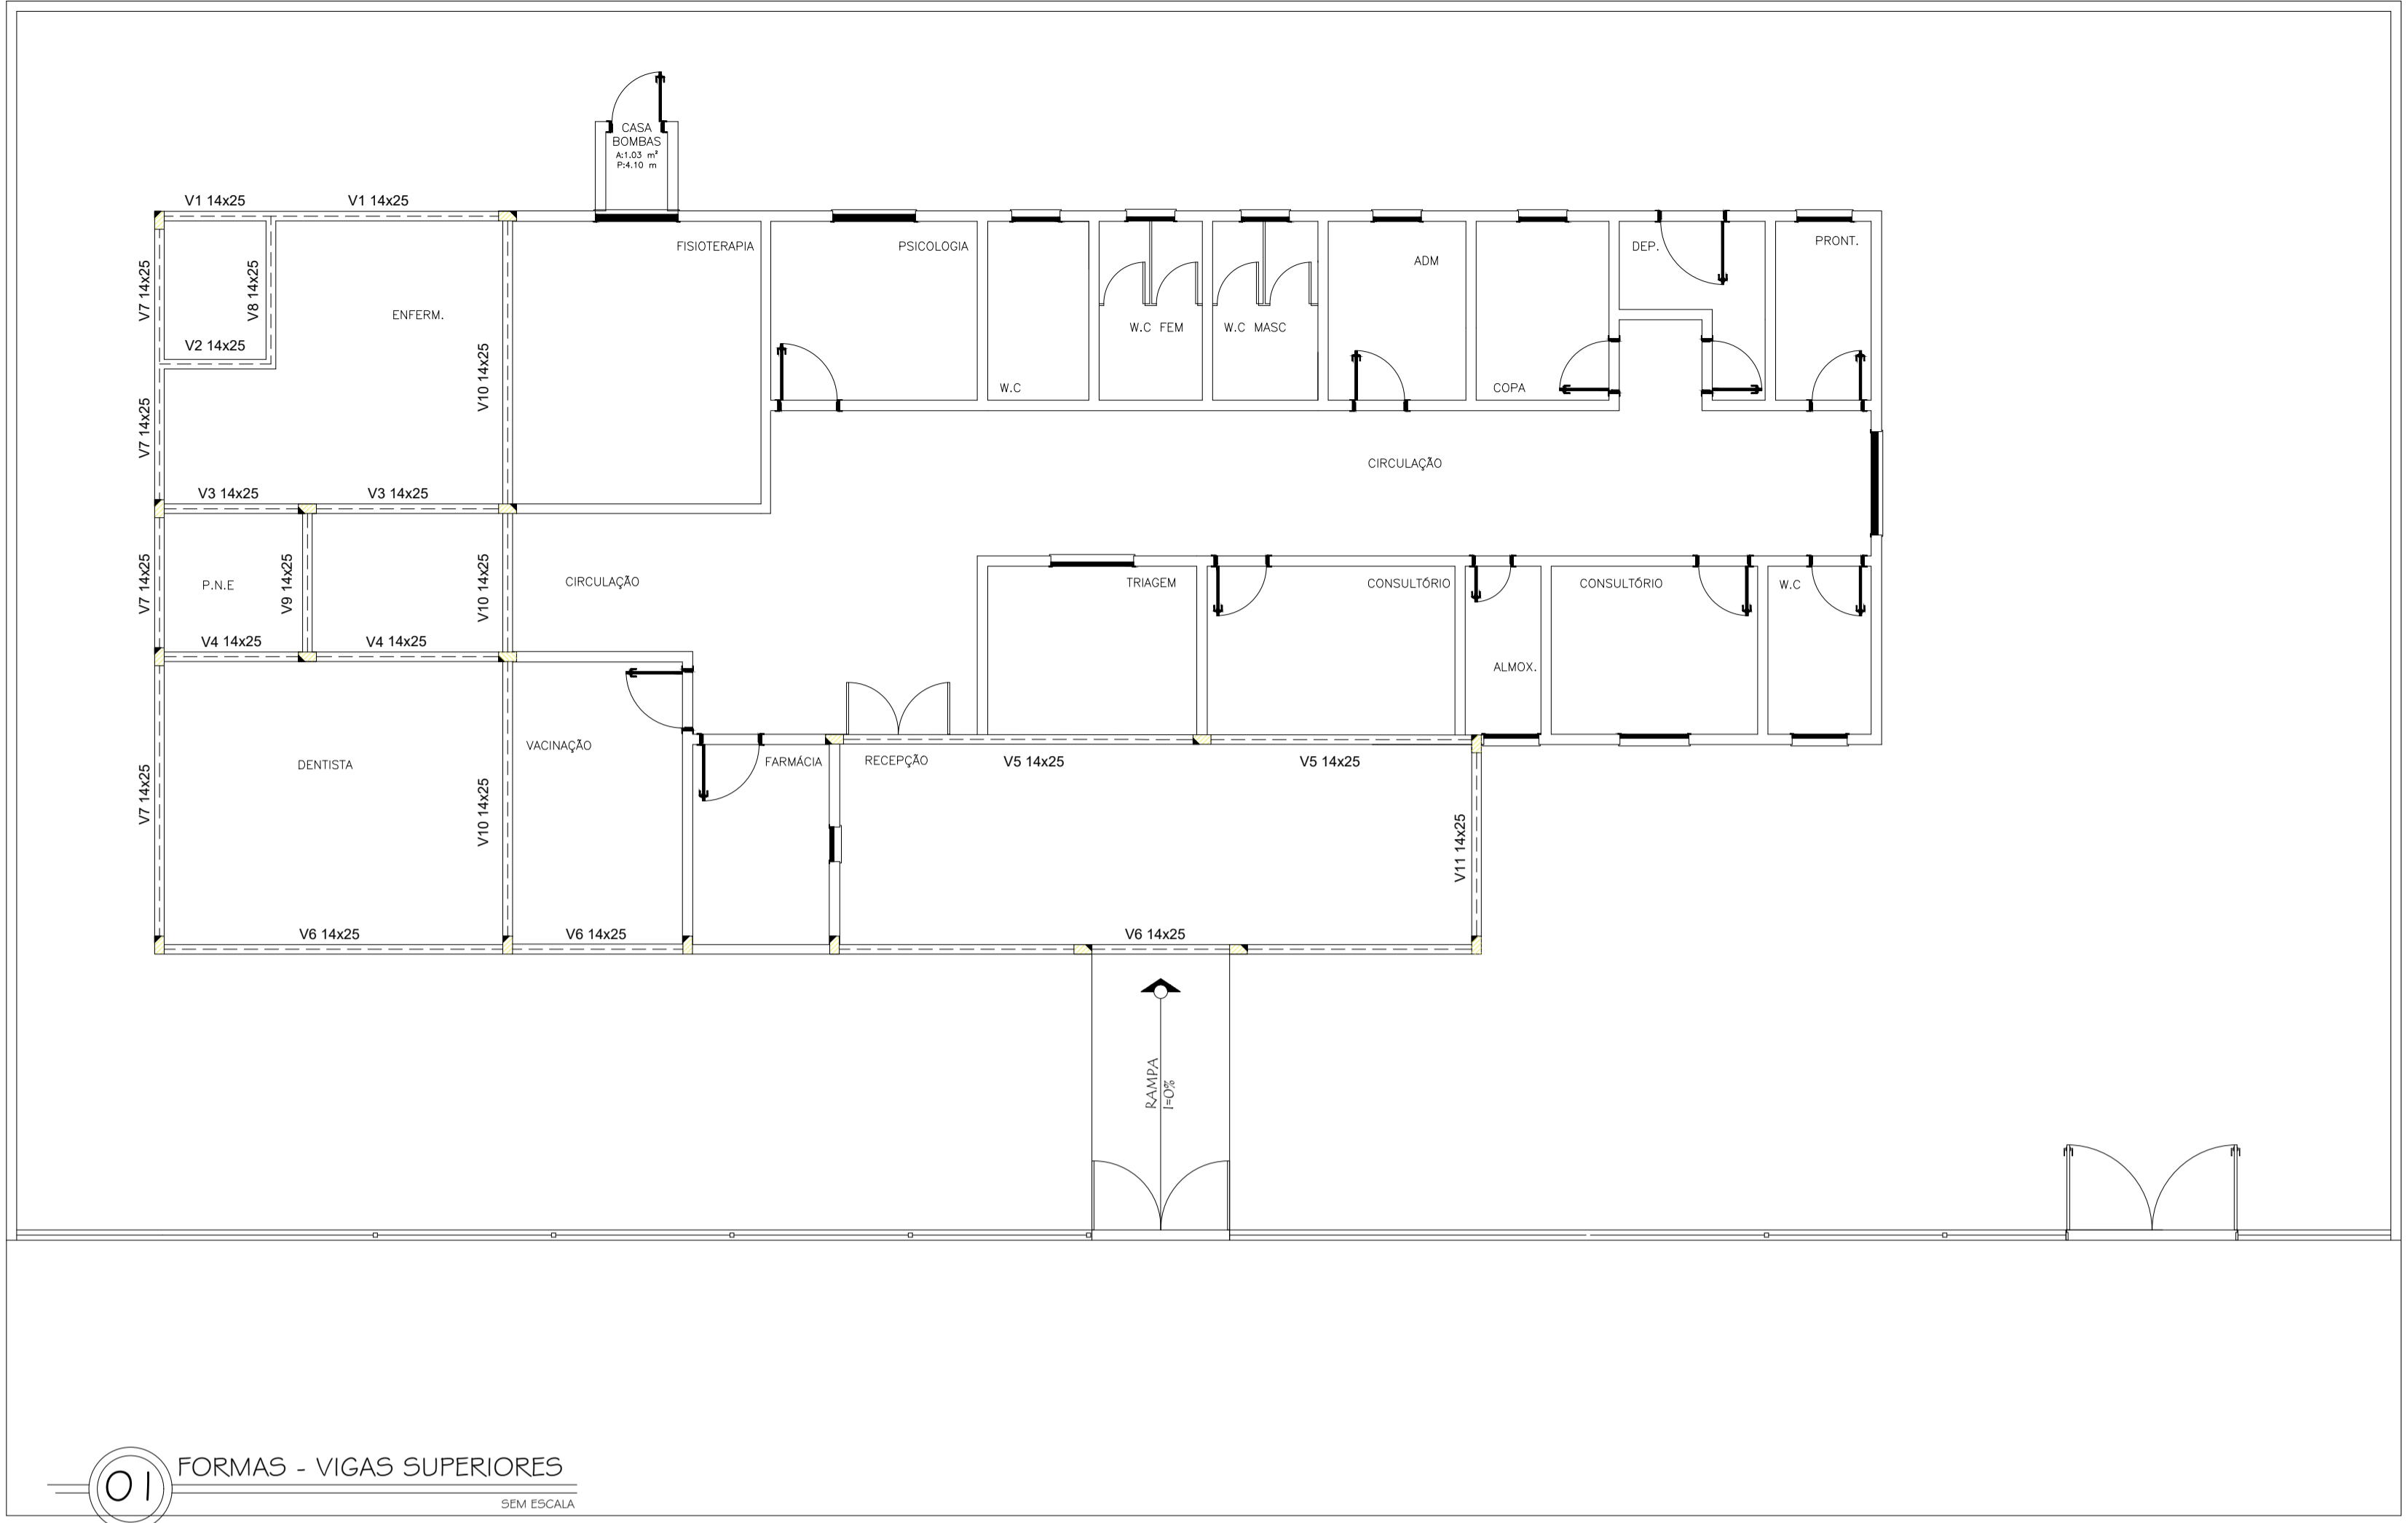 CASA
BOMBAS
A:1.03 m²
P:4.10 m
V1 14x25
V1 14x25
FISIOTERAPIA
PSICOLOGIA
DEP.
PRONT.
ADM
V7 14x25
V8 14x25
ENFERM.
W.C FEM
W.C MASC
V2 14x25
V10 14x25
W.C
COPA
V7 14x25
CIRCULAÇÃO
V3 14x25
V3 14x25
V7 14x25
P.N.E
V9 14x25
V10 14x25
CIRCULAÇÃO
TRIAGEM
CONSULTÓRIO
CONSULTÓRIO
W.C
V4 14x25
V4 14x25
ALMOX.
VACINAÇÃO
DENTISTA
FARMÁCIA
RECEPÇÃO
V5 14x25
V5 14x25
V7 14x25
V10 14x25
V11 14x25
V6 14x25
V6 14x25
V6 14x25
RAMPA
I=0%
01
FORMAS - VIGAS SUPERIORES
SEM ESCALA